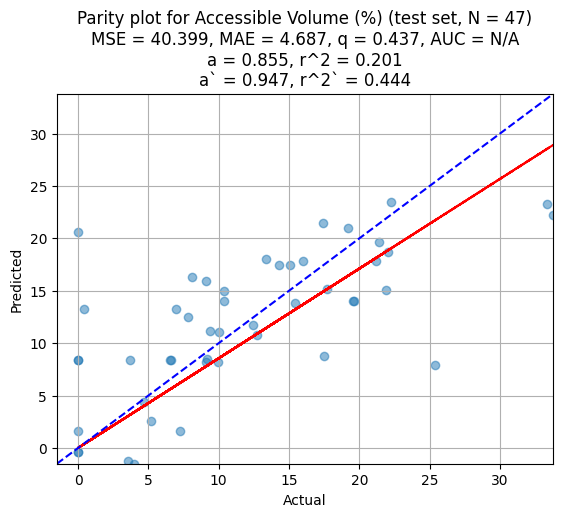 Parity plot for Accessible Volume (%) (test set, N = 47)
MSE = 40.399, MAE = 4.687, q = 0.437, AUC = N/A
a = 0.855, r^2 = 0.201
a` = 0.947, r^2` = 0.444
30
25
20
15
10
5
0
Predicted
0 5 10 15 20 25 30
Actual